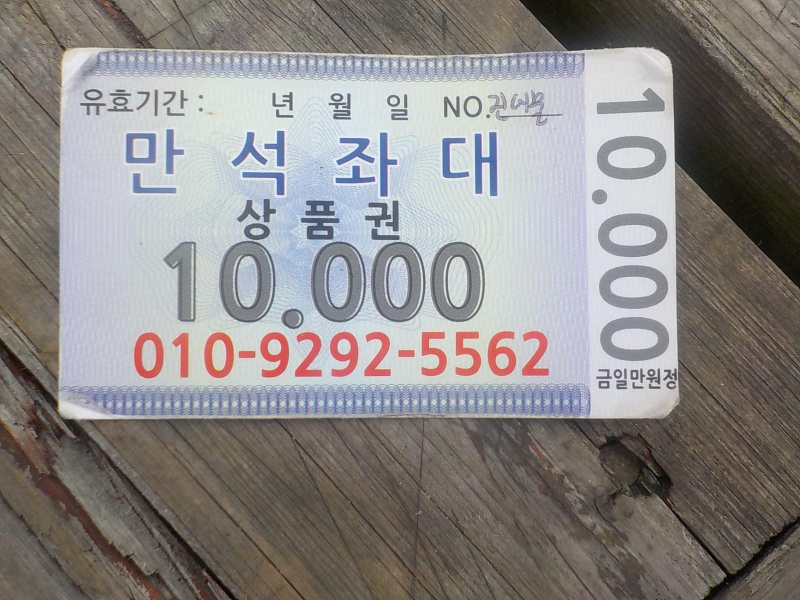 유효기간 : 년 월 일 NO.
만석좌대
상품권
10.000
010-9292-5562
10.000
금일만원정